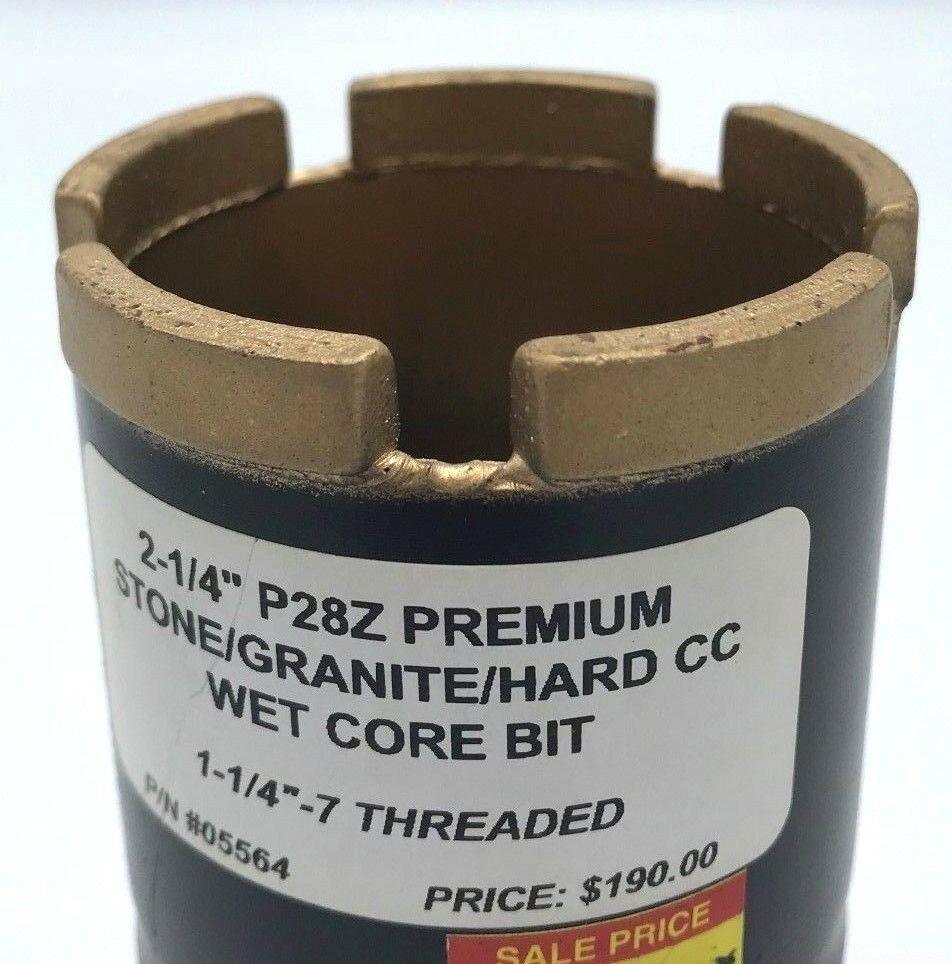 2-1/4" P28Z PREMIUM
STONE/GRANITE/HARD CC
WET CORE BIT
1-1/4"-7 THREADED
P/N #05564
PRICE: $190.00
SALE PRICE